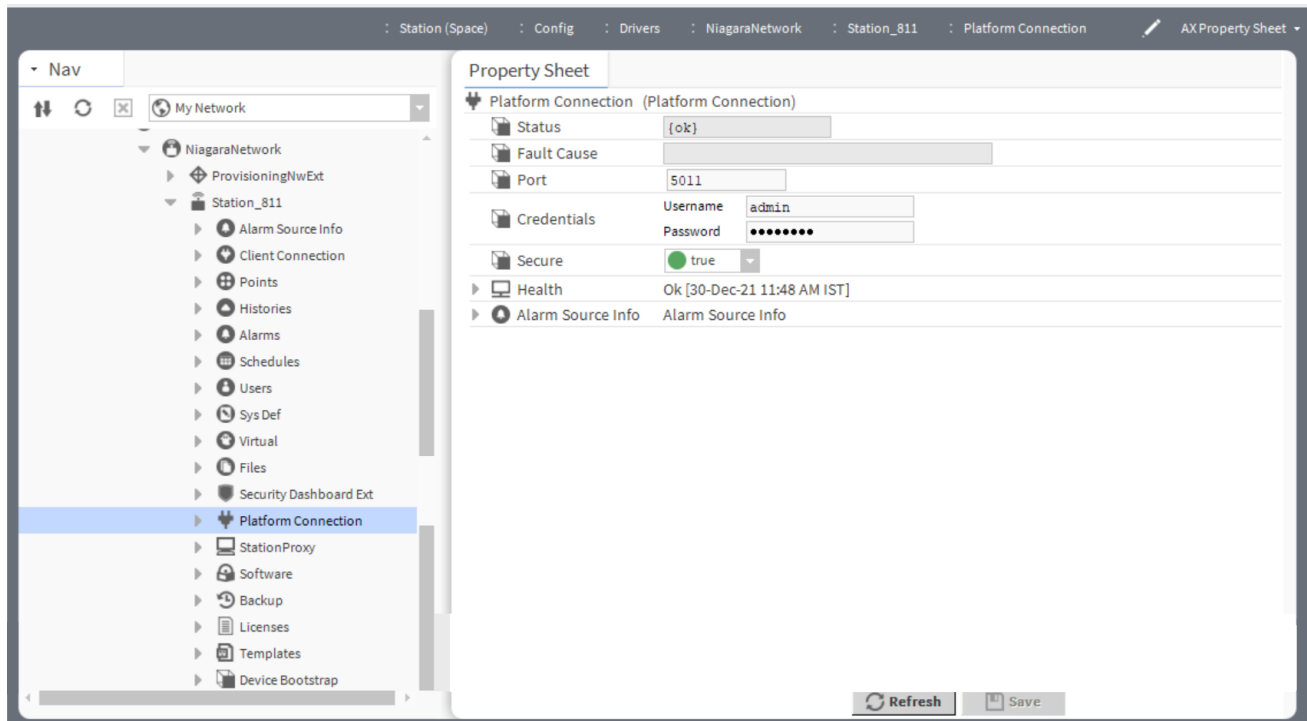 : Station (Space) : Config : Drivers : NiagaraNetwork : Station_811 : Platform Connection AX Property Sheet
Nav
My Network
NiagaraNetwork
ProvisioningNwExt
Station_811
Alarm Source Info
Client Connection
Points
Histories
Alarms
Schedules
Users
Sys Def
Virtual
Files
Security Dashboard Ext
Platform Connection
StationProxy
Software
Backup
Licenses
Templates
Device Bootstrap
Property Sheet
Platform Connection (Platform Connection)
Status {ok}
Fault Cause
Port 5011
Credentials Username admin
Password ••••••••
Secure true
Health Ok [30-Dec-21 11:48 AM IST]
Alarm Source Info Alarm Source Info
Refresh Save